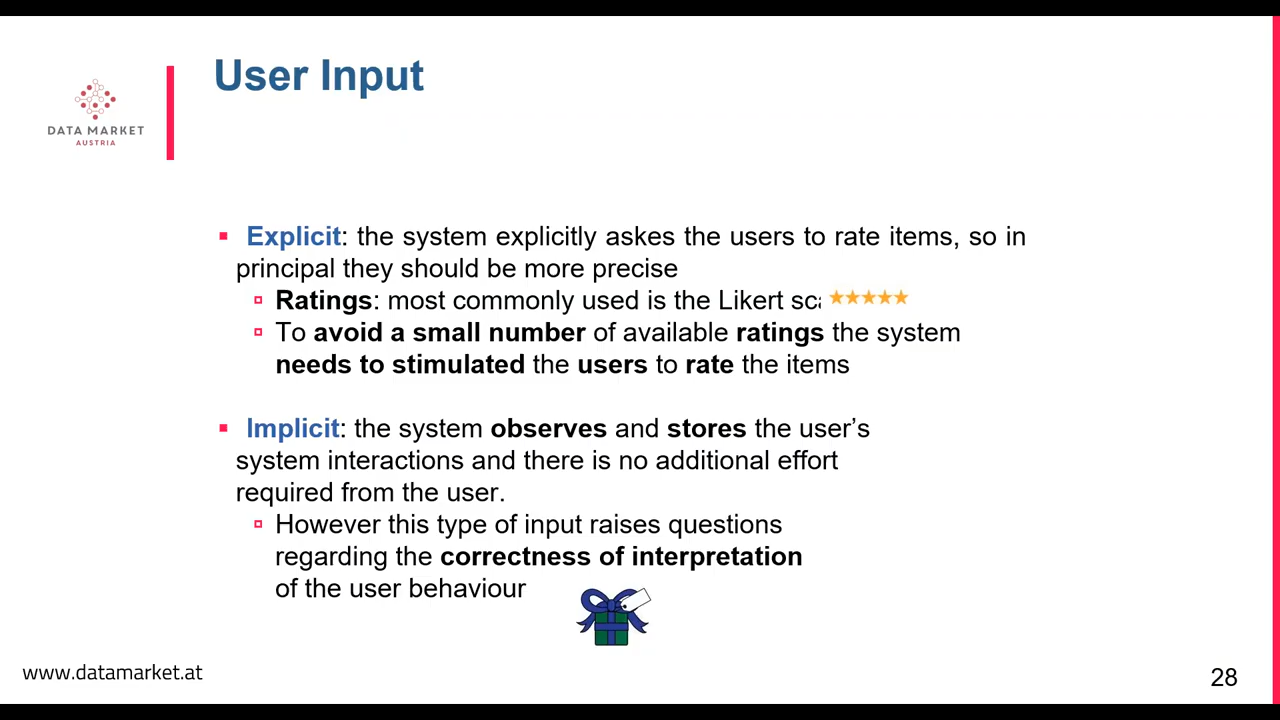 User Input
DATA MARKET
AUSTRIA
Explicit: the system explicitly askes the users to rate items, so in
principal they should be more precise
Ratings: most commonly used is the Likert sca
To avoid a small number of available ratings the system
needs to stimulated the users to rate the items
Implicit: the system observes and stores the user’s
system interactions and there is no additional effort
required from the user.
However this type of input raises questions
regarding the correctness of interpretation
of the user behaviour
www.datamarket.at
28